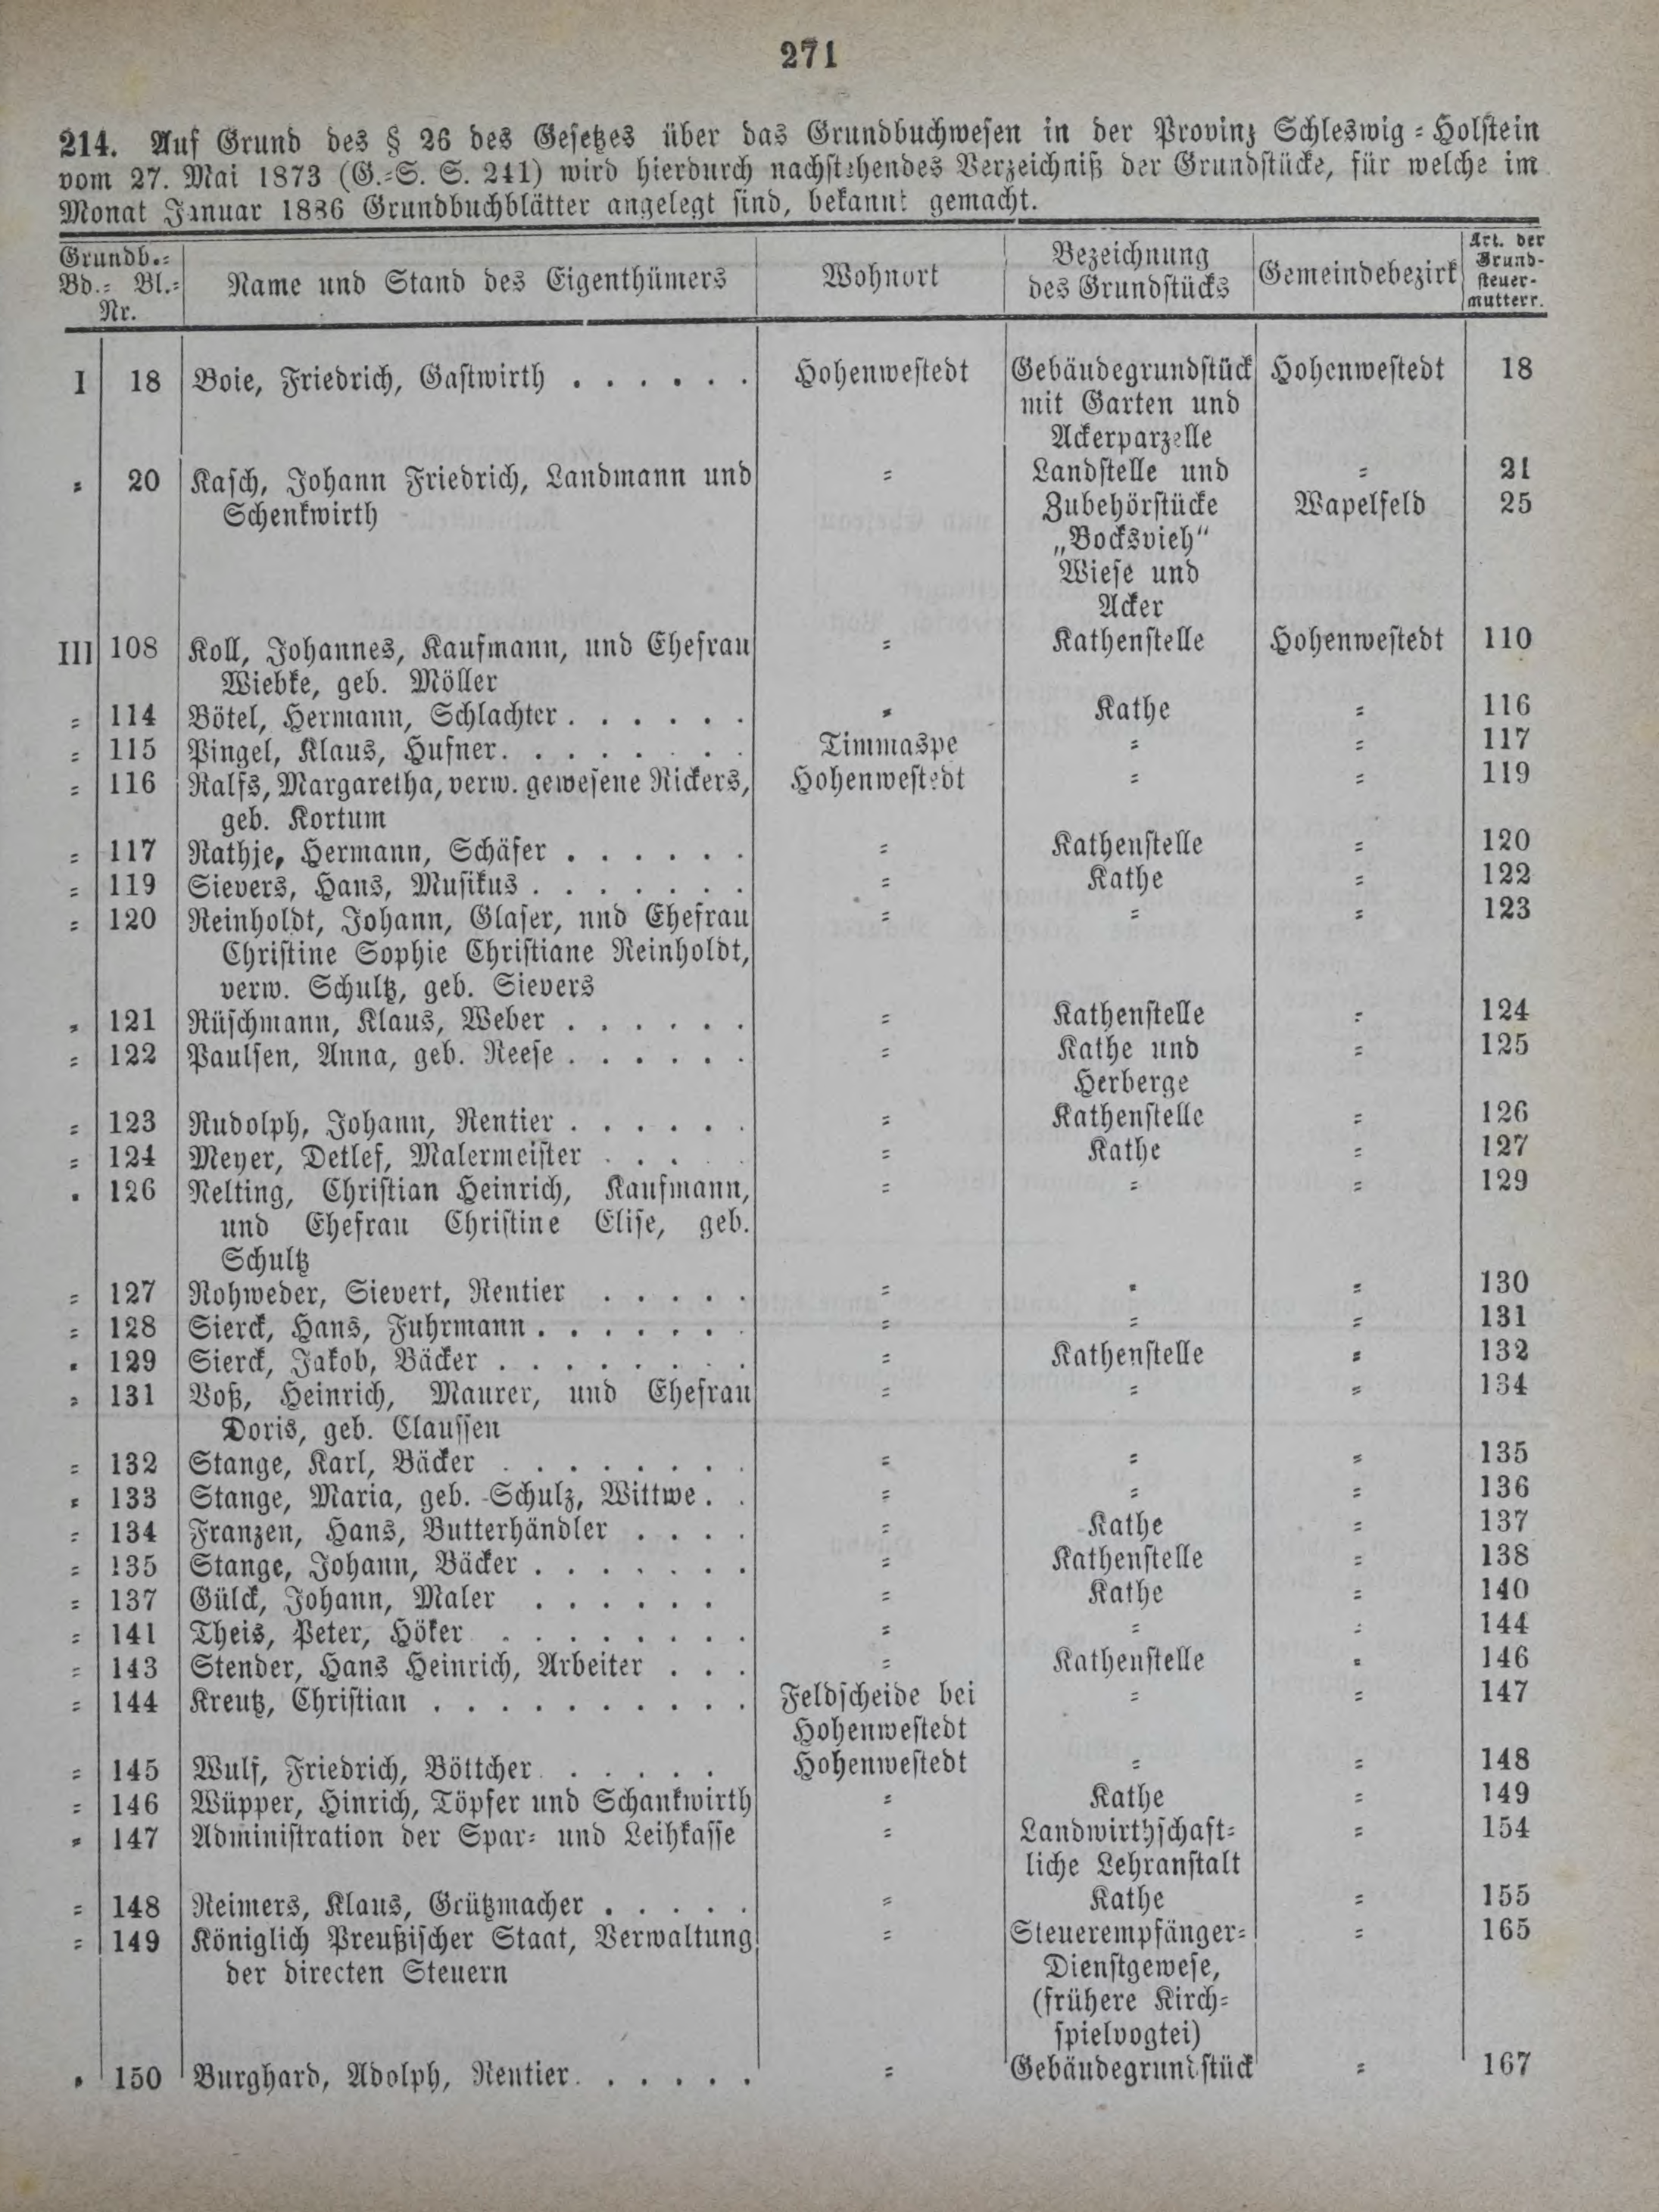 271
214. Auf Grund des § 26 des Gesetzes über das Grundbuchwesen in der Provinz Schleswig-Holstein
vom 27. Mai 1873 (G.-S. S. 241) wird hierdurch nachstehendes Verzeichniß der Grundstücke, für welche im
Monat Januar 1886 Grundbuchblätter angelegt sind, bekannt gemacht.
Grundb.- Bd.- Bl.- Nr. | Name und Stand des Eigenthümers | Wohnort | Bezeichnung des Grundstücks | Gemeindebezirk | Art. der Grund-steuer-mutterr.
I 18 Boie, Friedrich, Gastwirth . . . . . . Hohenwestedt Gebäudegrundstück Hohenwestedt 18
mit Garten und
Ackerparzelle
= 20 Kasch, Johann Friedrich, Landmann und = Landstelle und = 21
Schenkwirth Zubehörstücke Wapelfeld 25
„Bocksvieh“
Wiese und
Acker
III 108 Koll, Johannes, Kaufmann, und Ehefrau = Kathenstelle Hohenwestedt 110
Wiebke, geb. Möller
= 114 Bötel, Hermann, Schlachter . . . . . . = Kathe = 116
= 115 Pingel, Klaus, Hufner . . . . . . . . Timmaspe = = 117
= 116 Ralfs, Margaretha, verw. gewesene Rickers, Hohenwestedt = = 119
geb. Kortum
= 117 Rathje, Hermann, Schäfer . . . . . . = Kathenstelle = 120
= 119 Sievers, Hans, Musikus . . . . . . . = Kathe = 122
= 120 Reinholdt, Johann, Glaser, nnd Ehefrau = = = 123
Christine Sophie Christiane Reinholdt,
verw. Schultz, geb. Sievers
= 121 Rüschmann, Klaus, Weber . . . . . . = Kathenstelle = 124
= 122 Paulsen, Anna, geb. Reese . . . . . . = Kathe und = 125
Herberge
= 123 Rudolph, Johann, Rentier . . . . . . = Kathenstelle = 126
= 124 Meyer, Detlef, Malermeister . . . . = Kathe = 127
= 126 Nelting, Christian Heinrich, Kaufmann, = = = 129
und Ehefrau Christine Elise, geb.
Schultz
= 127 Rohweder, Sievert, Rentier . . . . . = = = 130
= 128 Sierck, Hans, Fuhrmann . . . . . . . = = = 131
= 129 Sierck, Jakob, Bäcker . . . . . . . . = Kathenstelle = 132
= 131 Voß, Heinrich, Maurer, und Ehefrau = = = 134
Doris, geb. Claussen
= 132 Stange, Karl, Bäcker . . . . . . . . = = = 135
= 133 Stange, Maria, geb. Schulz, Wittwe . . = = = 136
= 134 Franzen, Hans, Butterhändler . . . . = Kathe = 137
= 135 Stange, Johann, Bäcker . . . . . . . = Kathenstelle = 138
= 137 Gülck, Johann, Maler . . . . . . = Kathe = 140
= 141 Theis, Peter, Höker . . . . . . . . = = = 144
= 143 Stender, Hans Heinrich, Arbeiter . . . = Kathenstelle = 146
= 144 Kreutz, Christian . . . . . . . . . . Feldscheide bei = = 147
Hohenwestedt
= 145 Wulf, Friedrich, Böttcher . . . . . . Hohenwestedt = = 148
= 146 Wüpper, Hinrich, Töpfer und Schankwirth = Kathe = 149
= 147 Administration der Spar- und Leihkasse = Landwirthschaft- = 154
liche Lehranstalt
= 148 Reimers, Klaus, Grützmacher . . . . . = Kathe = 155
= 149 Königlich Preußischer Staat, Verwaltung = Steuerempfänger- = 165
der directen Steuern Dienstgewese,
(frühere Kirch-
spielvogtei)
= 150 Burghard, Adolph, Rentier . . . . . . = Gebäudegrundstück = 167